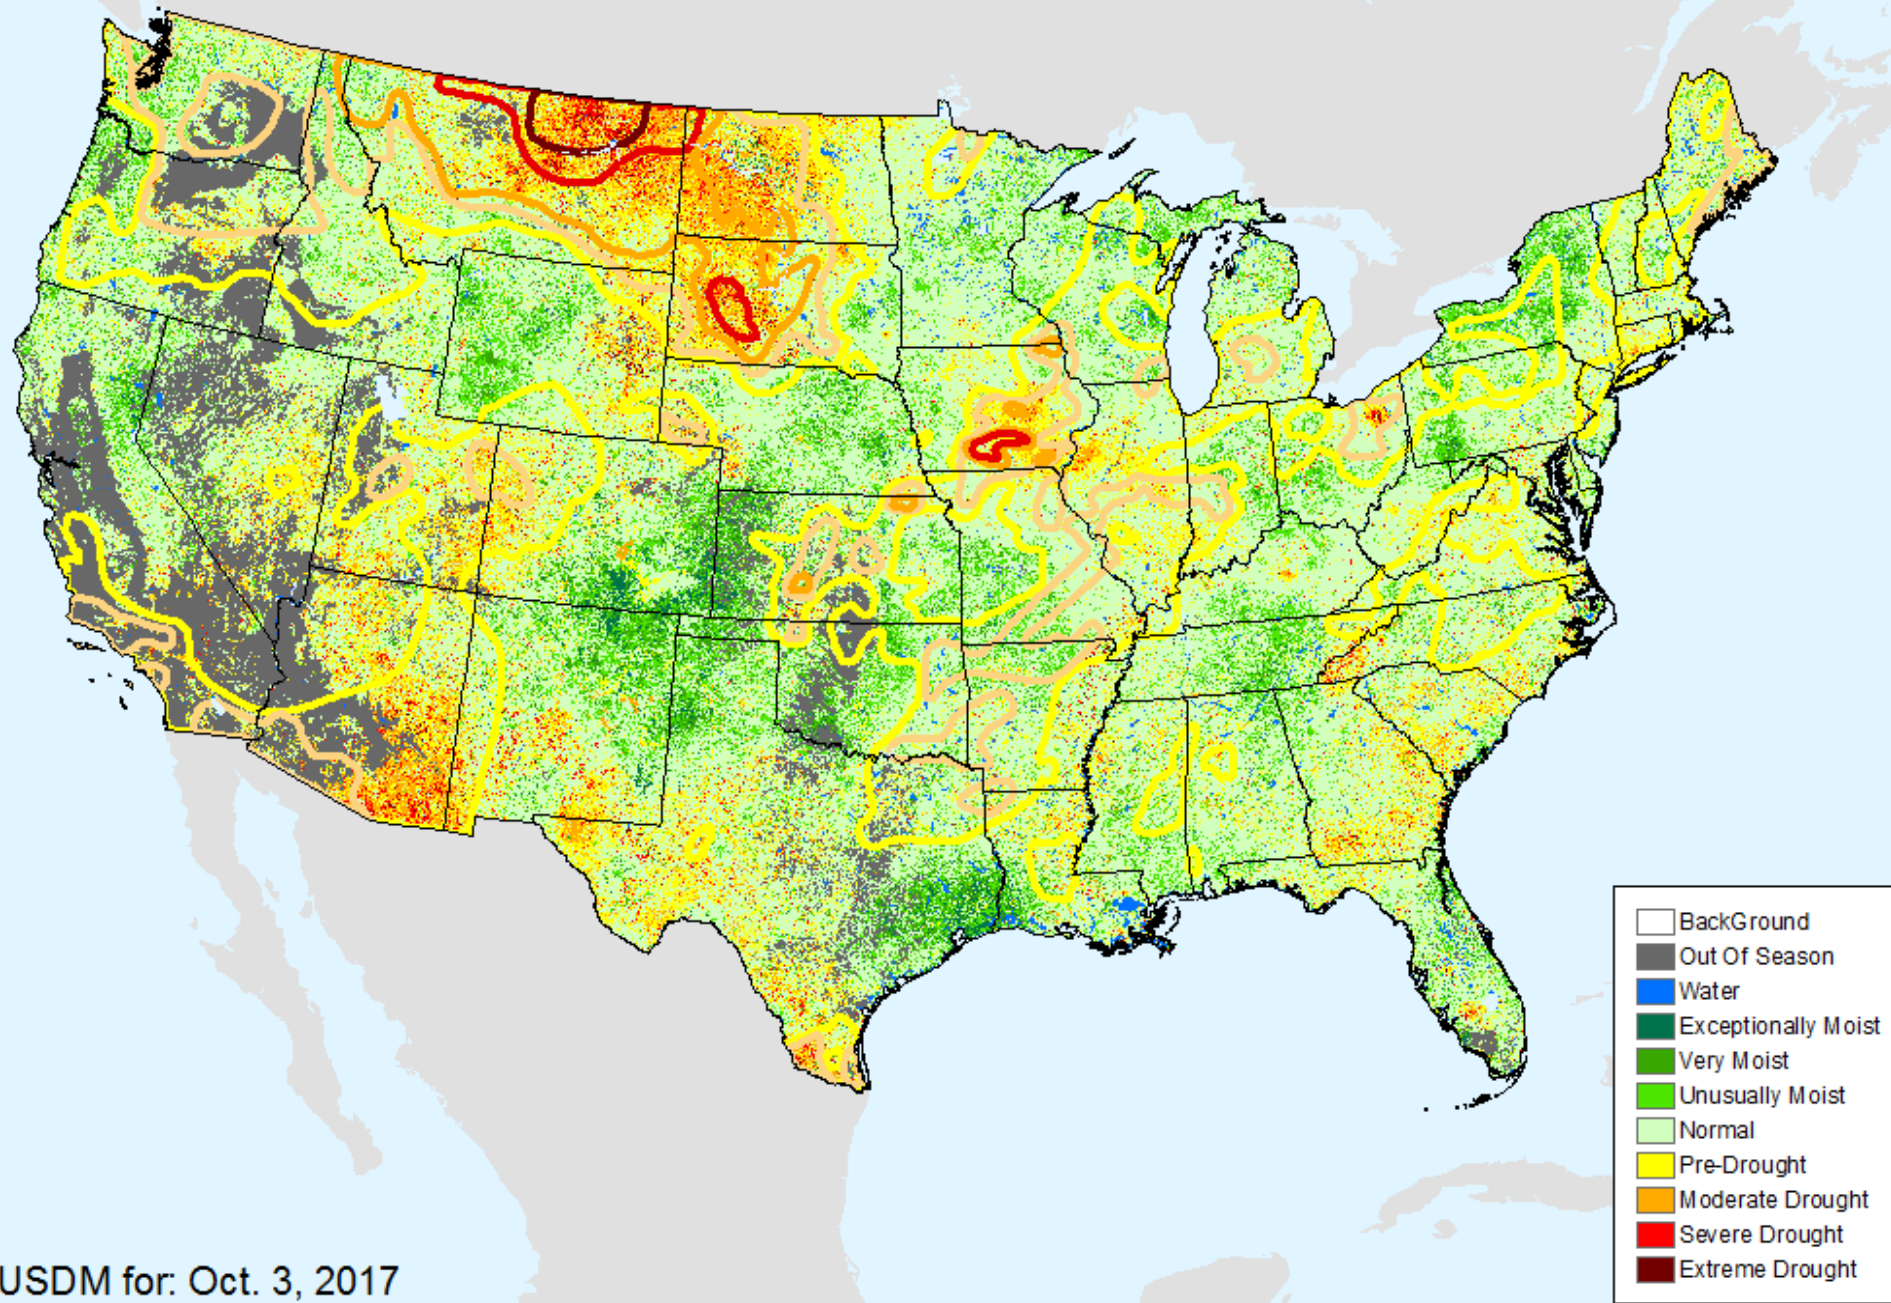 BackGround
Out Of Season
Water
Exceptionally Moist
Very Moist
Unusually Moist
Normal
Pre-Drought
Moderate Drought
Severe Drought
Extreme Drought
USDM for: Oct. 3, 2017